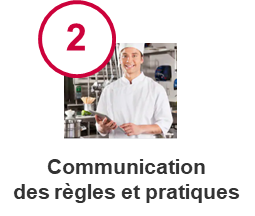 2
Communication
des règles et pratiques